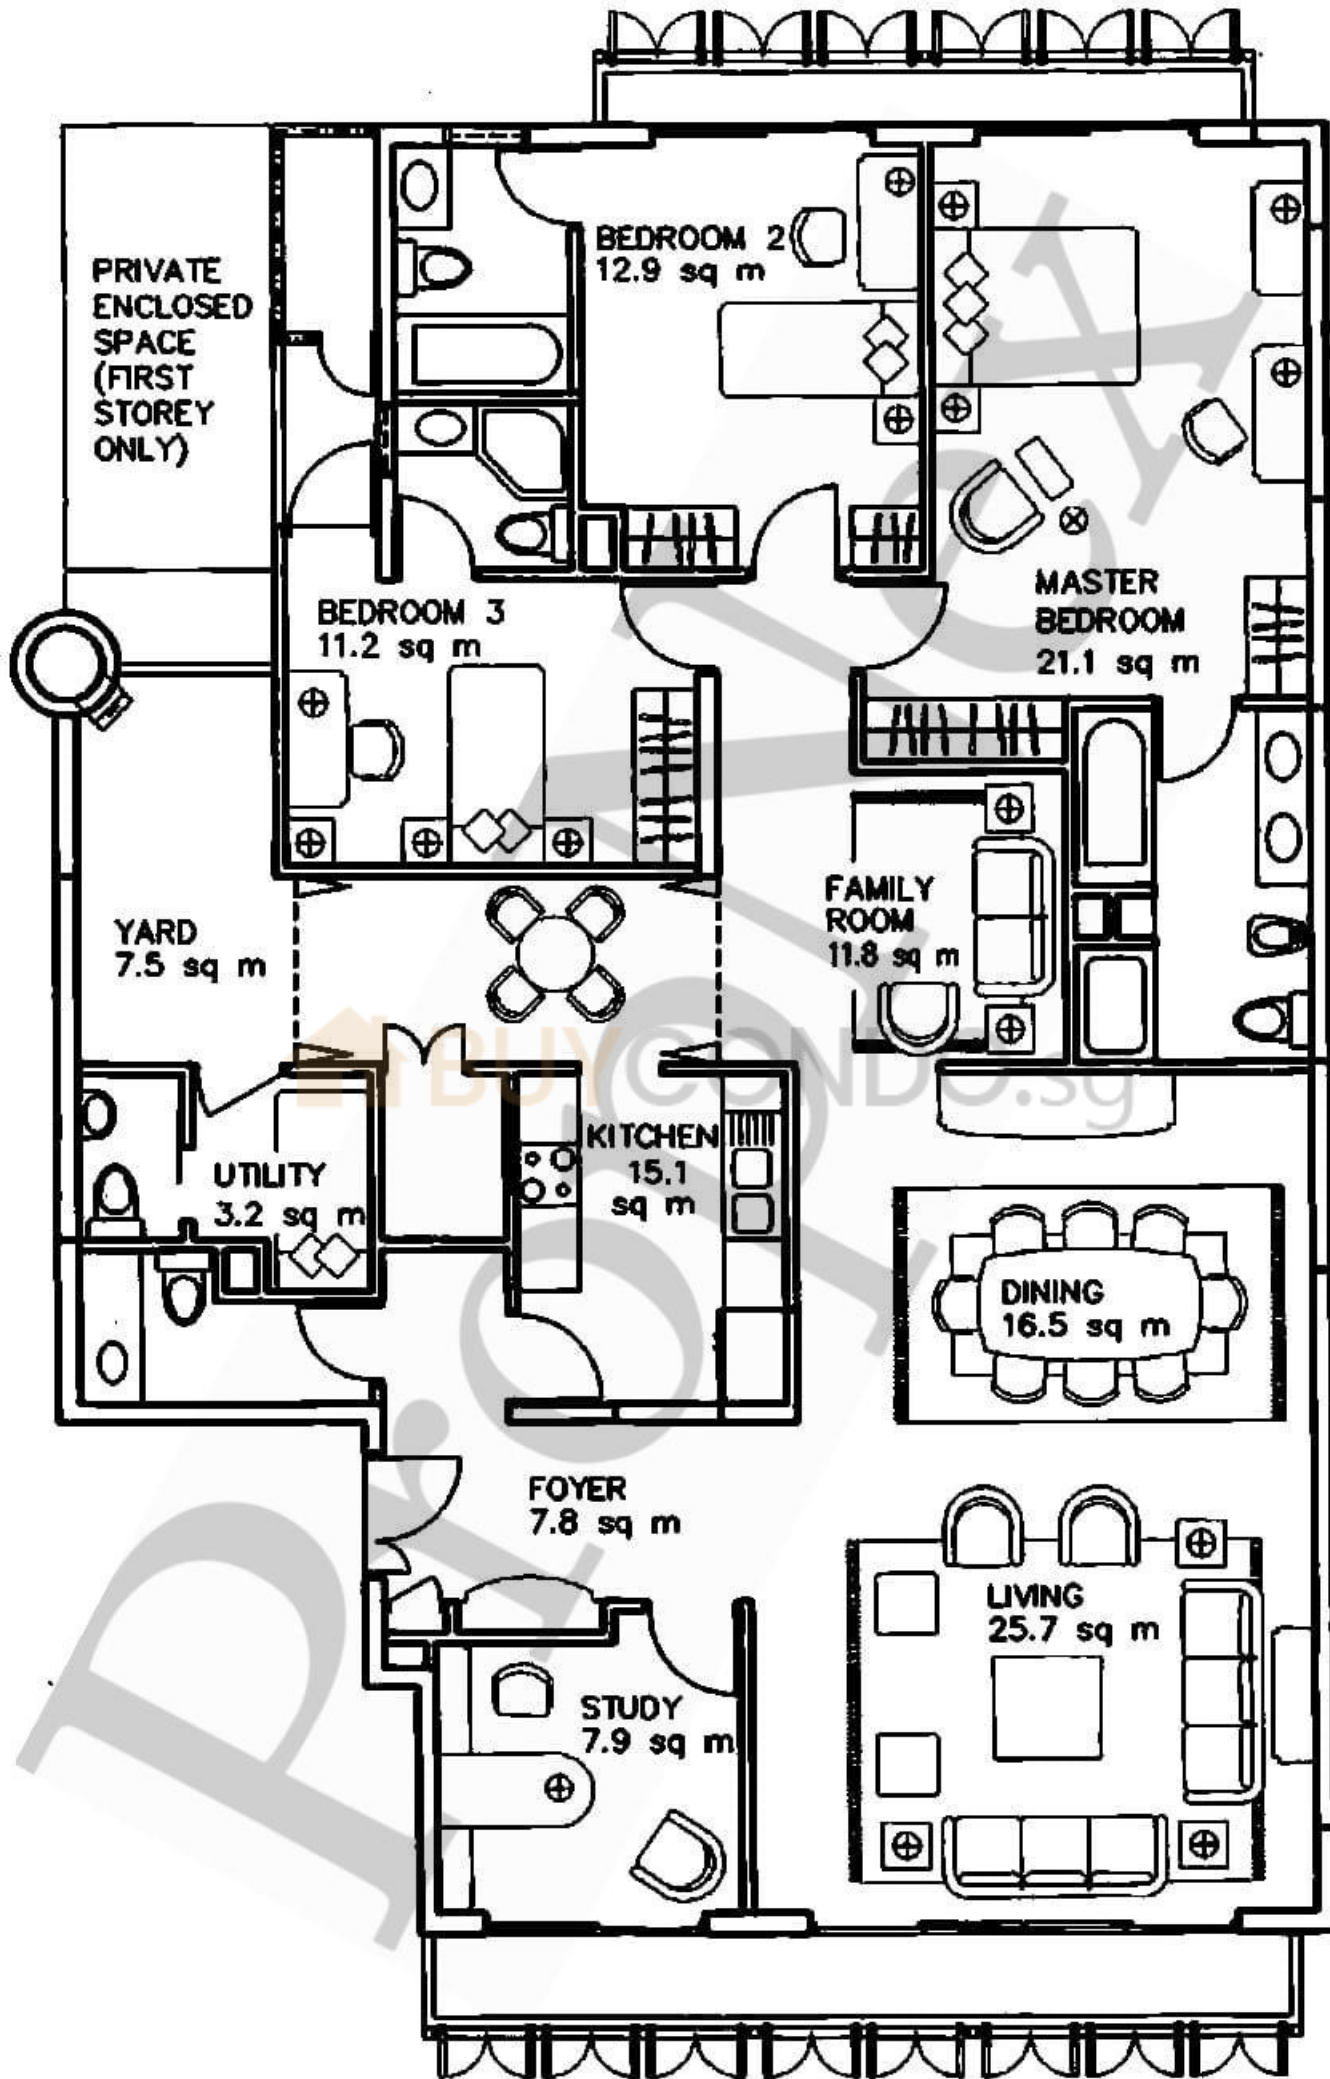 PRIVATE
ENCLOSED
SPACE
(FIRST
STOREY
ONLY)
BEDROOM 2
12.9 sq m
MASTER
BEDROOM
21.1 sq m
BEDROOM 3
11.2 sq m
FAMILY
ROOM
11.8 sq m
YARD
7.5 sq m
BUYCONDO.sg
KITCHEN
15.1
sq m
UTILITY
3.2 sq m
DINING
16.5 sq m
FOYER
7.8 sq m
LIVING
25.7 sq m
STUDY
7.9 sq m
PropNex